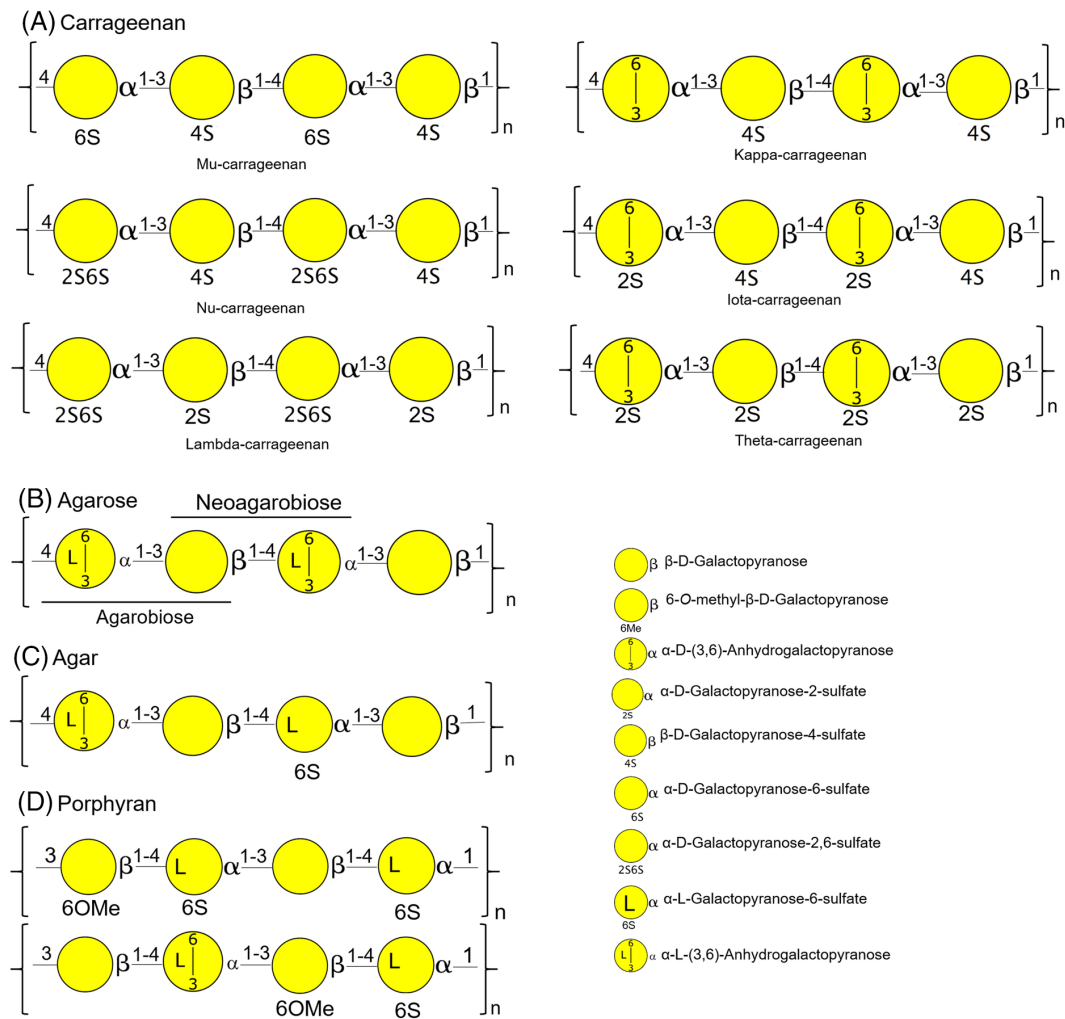 (A) Carrageenan
4 α 1-3 β 1-4 α 1-3 β 1
6S 4S 6S 4S n
Mu-carrageenan
4 6 3 α 1-3 β 1-4 6 3 α 1-3 β 1
4S 4S n
Kappa-carrageenan
4 α 1-3 β 1-4 α 1-3 β 1
2S6S 4S 2S6S 4S n
Nu-carrageenan
4 6 3 α 1-3 β 1-4 6 3 α 1-3 β 1
2S 4S 2S 4S n
Iota-carrageenan
4 α 1-3 β 1-4 α 1-3 β 1
2S6S 2S 2S6S 2S n
Lambda-carrageenan
4 6 3 α 1-3 β 1-4 6 3 α 1-3 β 1
2S 2S 2S 2S n
Theta-carrageenan
(B) Agarose
Neoagarobiose
4 L 6 3 α 1-3 β 1-4 L 6 3 α 1-3 β 1
n
Agarobiose
(C) Agar
4 L 6 3 α 1-3 β 1-4 L α 1-3 β 1
6S n
(D) Porphyran
3 β 1-4 L α 1-3 β 1-4 L α 1
6OMe 6S 6S n
3 β 1-4 L 6 3 α 1-3 β 1-4 L α 1
6OMe 6S n
β β-D-Galactopyranose
β 6-O-methyl-β-D-Galactopyranose
6Me
6 3 α α-D-(3,6)-Anhydrogalactopyranose
α α-D-Galactopyranose-2-sulfate
2S
β β-D-Galactopyranose-4-sulfate
4S
α α-D-Galactopyranose-6-sulfate
6S
α α-D-Galactopyranose-2,6-sulfate
2S6S
L α α-L-Galactopyranose-6-sulfate
6S
L 6 3 α α-L-(3,6)-Anhydrogalactopyranose